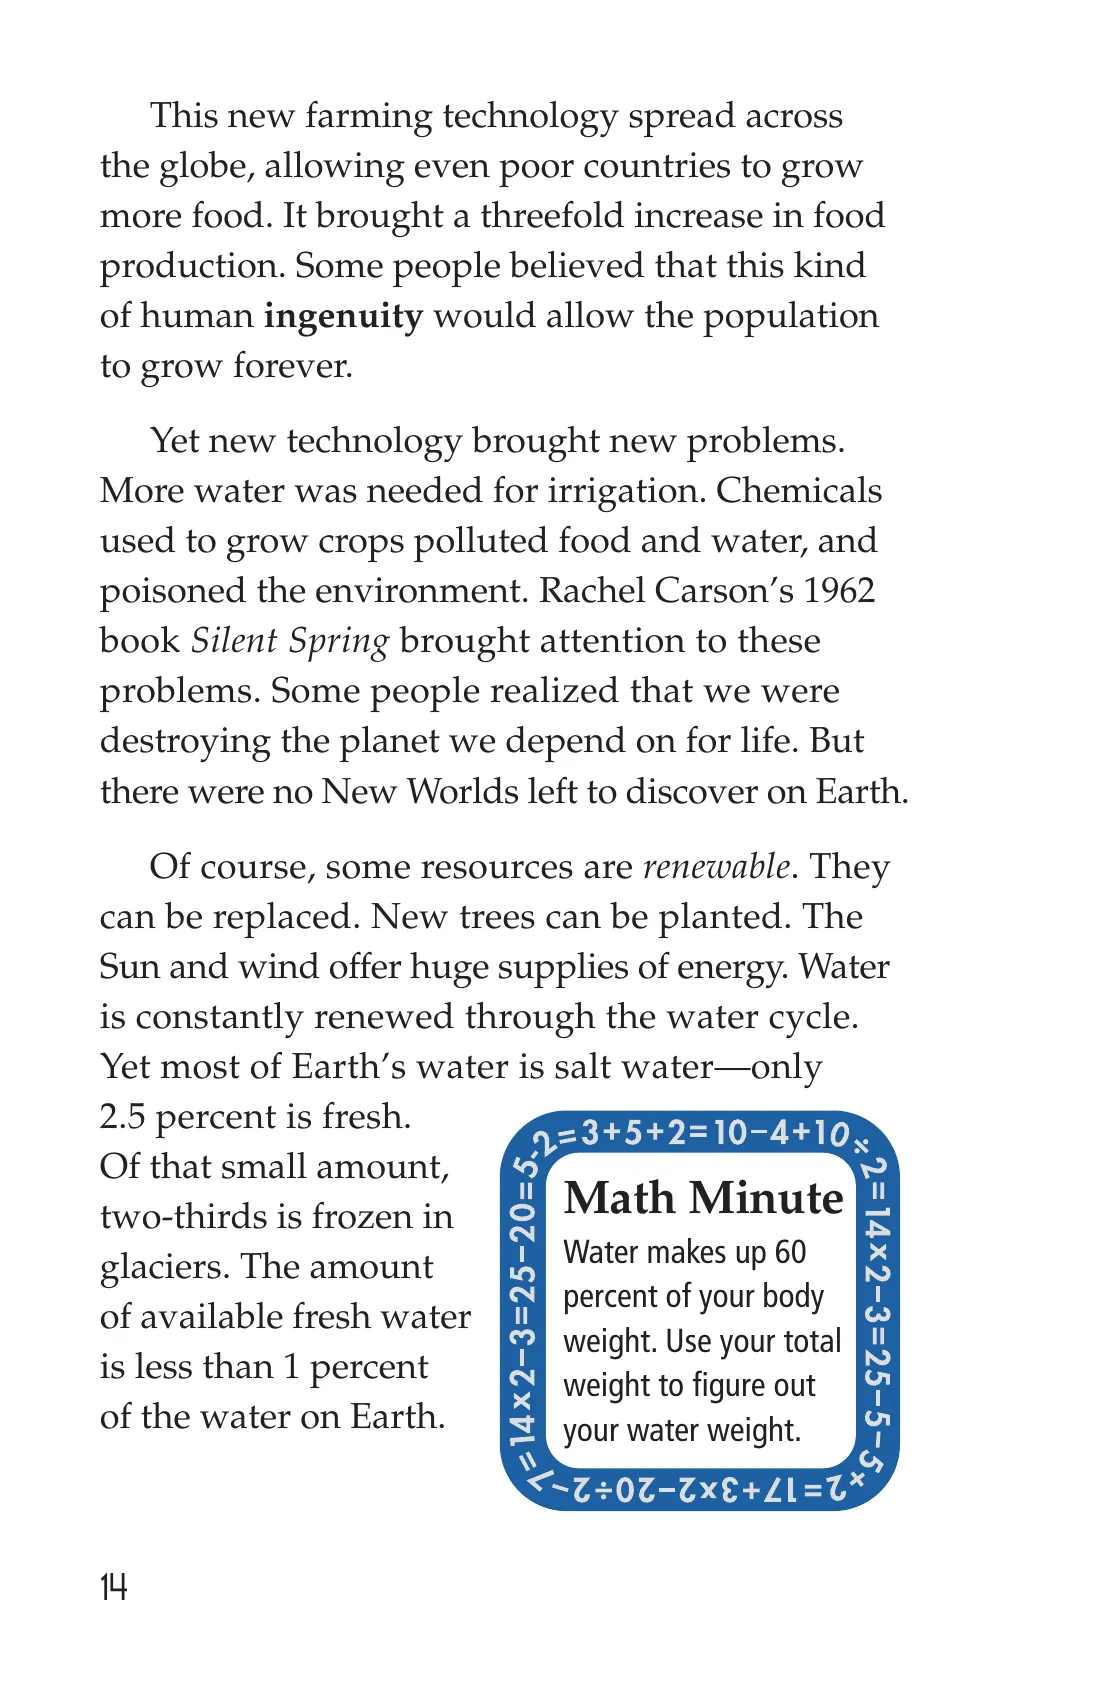 This new farming technology spread across
the globe, allowing even poor countries to grow
more food. It brought a threefold increase in food
production. Some people believed that this kind
of human ingenuity would allow the population
to grow forever.
Yet new technology brought new problems.
More water was needed for irrigation. Chemicals
used to grow crops polluted food and water, and
poisoned the environment. Rachel Carson’s 1962
book Silent Spring brought attention to these
problems. Some people realized that we were
destroying the planet we depend on for life. But
there were no New Worlds left to discover on Earth.
Of course, some resources are renewable. They
can be replaced. New trees can be planted. The
Sun and wind offer huge supplies of energy. Water
is constantly renewed through the water cycle.
Yet most of Earth’s water is salt water—only
2.5 percent is fresh.
Of that small amount,
two-thirds is frozen in
glaciers. The amount
of available fresh water
is less than 1 percent
of the water on Earth.
5-2=3+5+2=10-4+10÷2=14x2-3=25-5-5+2=17+3x2-20÷2-7=14x2-3=25-20=
Math Minute
Water makes up 60
percent of your body
weight. Use your total
weight to figure out
your water weight.
14